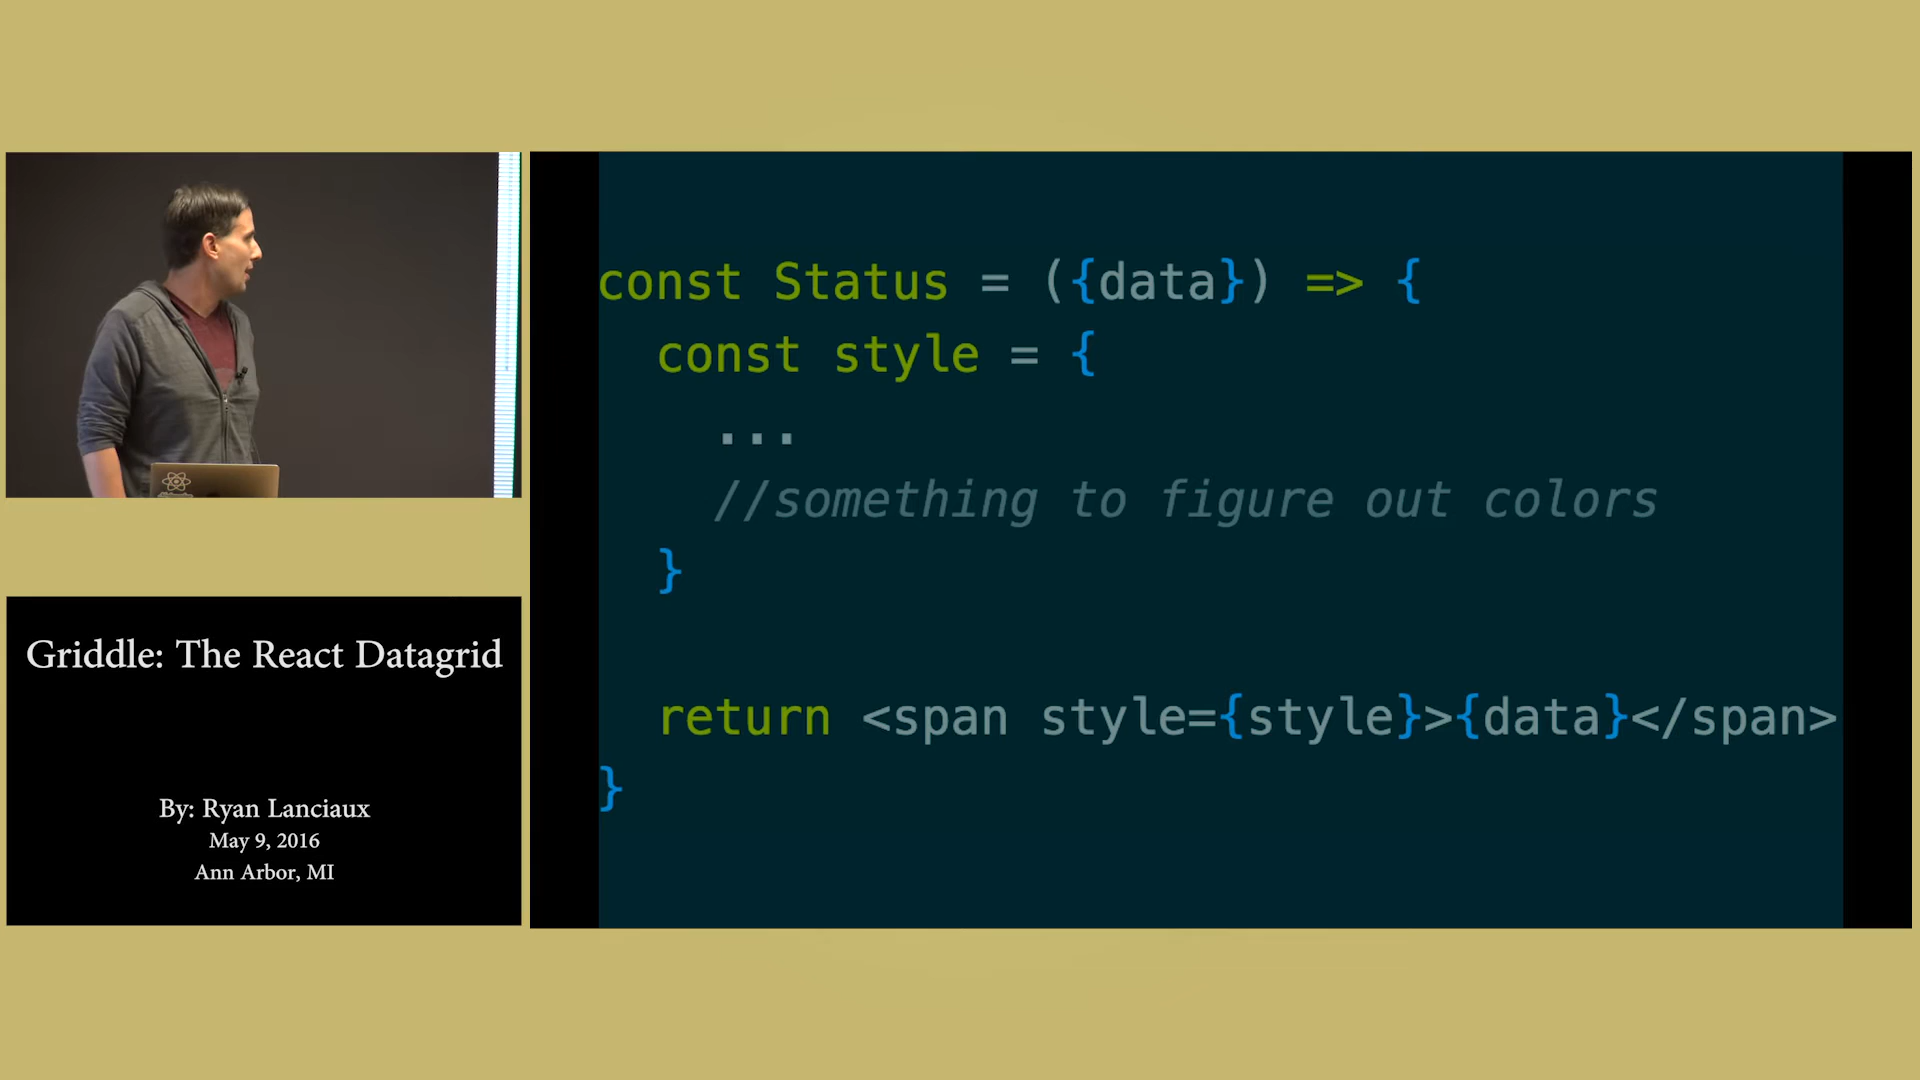 const Status = ({data}) => {
const style = {
...
//something to figure out colors
}
return <span style={style}>{data}</span>
}
Griddle: The React Datagrid
By: Ryan Lanciaux
May 9, 2016
Ann Arbor, MI